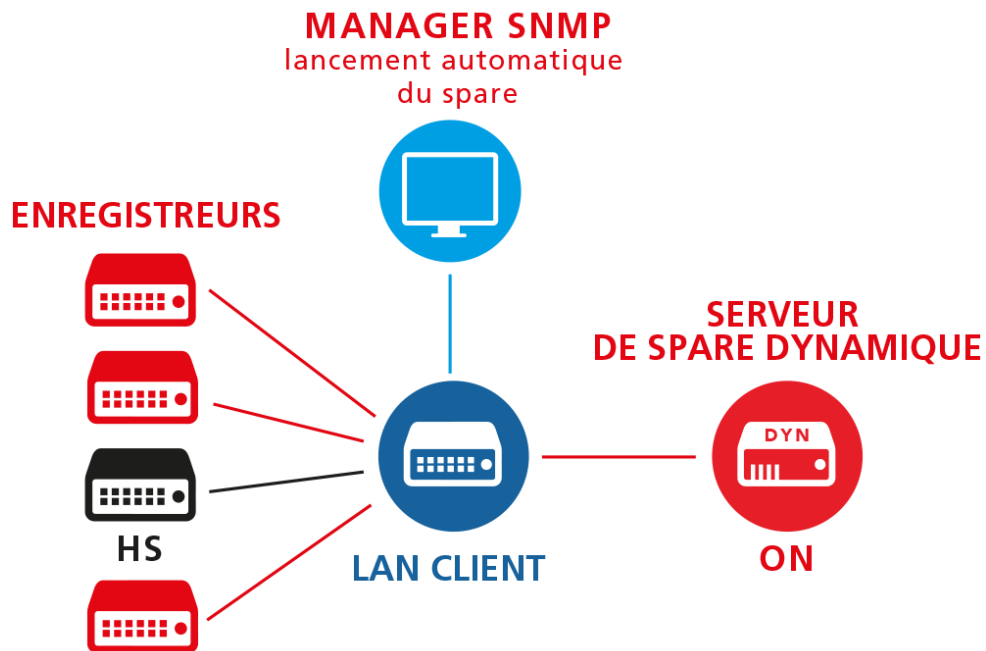 MANAGER SNMP
lancement automatique
du spare
ENREGISTREURS
SERVEUR
DE SPARE DYNAMIQUE
DYN
HS
LAN CLIENT
ON